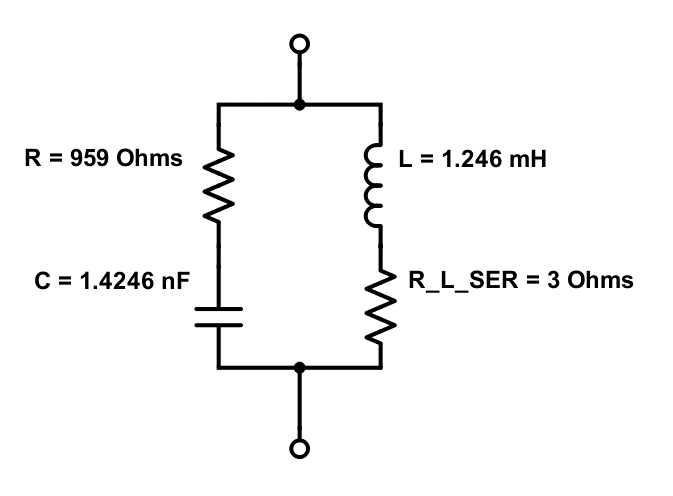 R = 959 Ohms
L = 1.246 mH
C = 1.4246 nF
R_L_SER = 3 Ohms